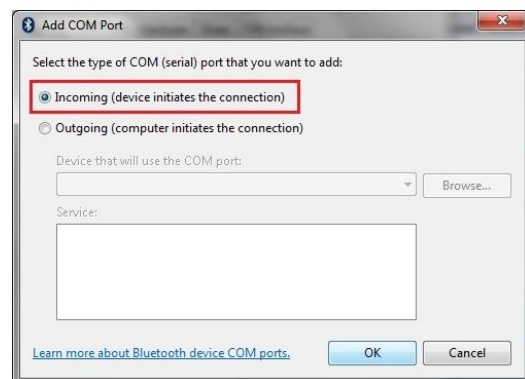 Add COM Port
Select the type of COM (serial) port that you want to add:
Incoming (device initiates the connection)
Outgoing (computer initiates the connection)
Device that will use the COM port:
Browse...
Service:
Learn more about Bluetooth device COM ports.
OK
Cancel